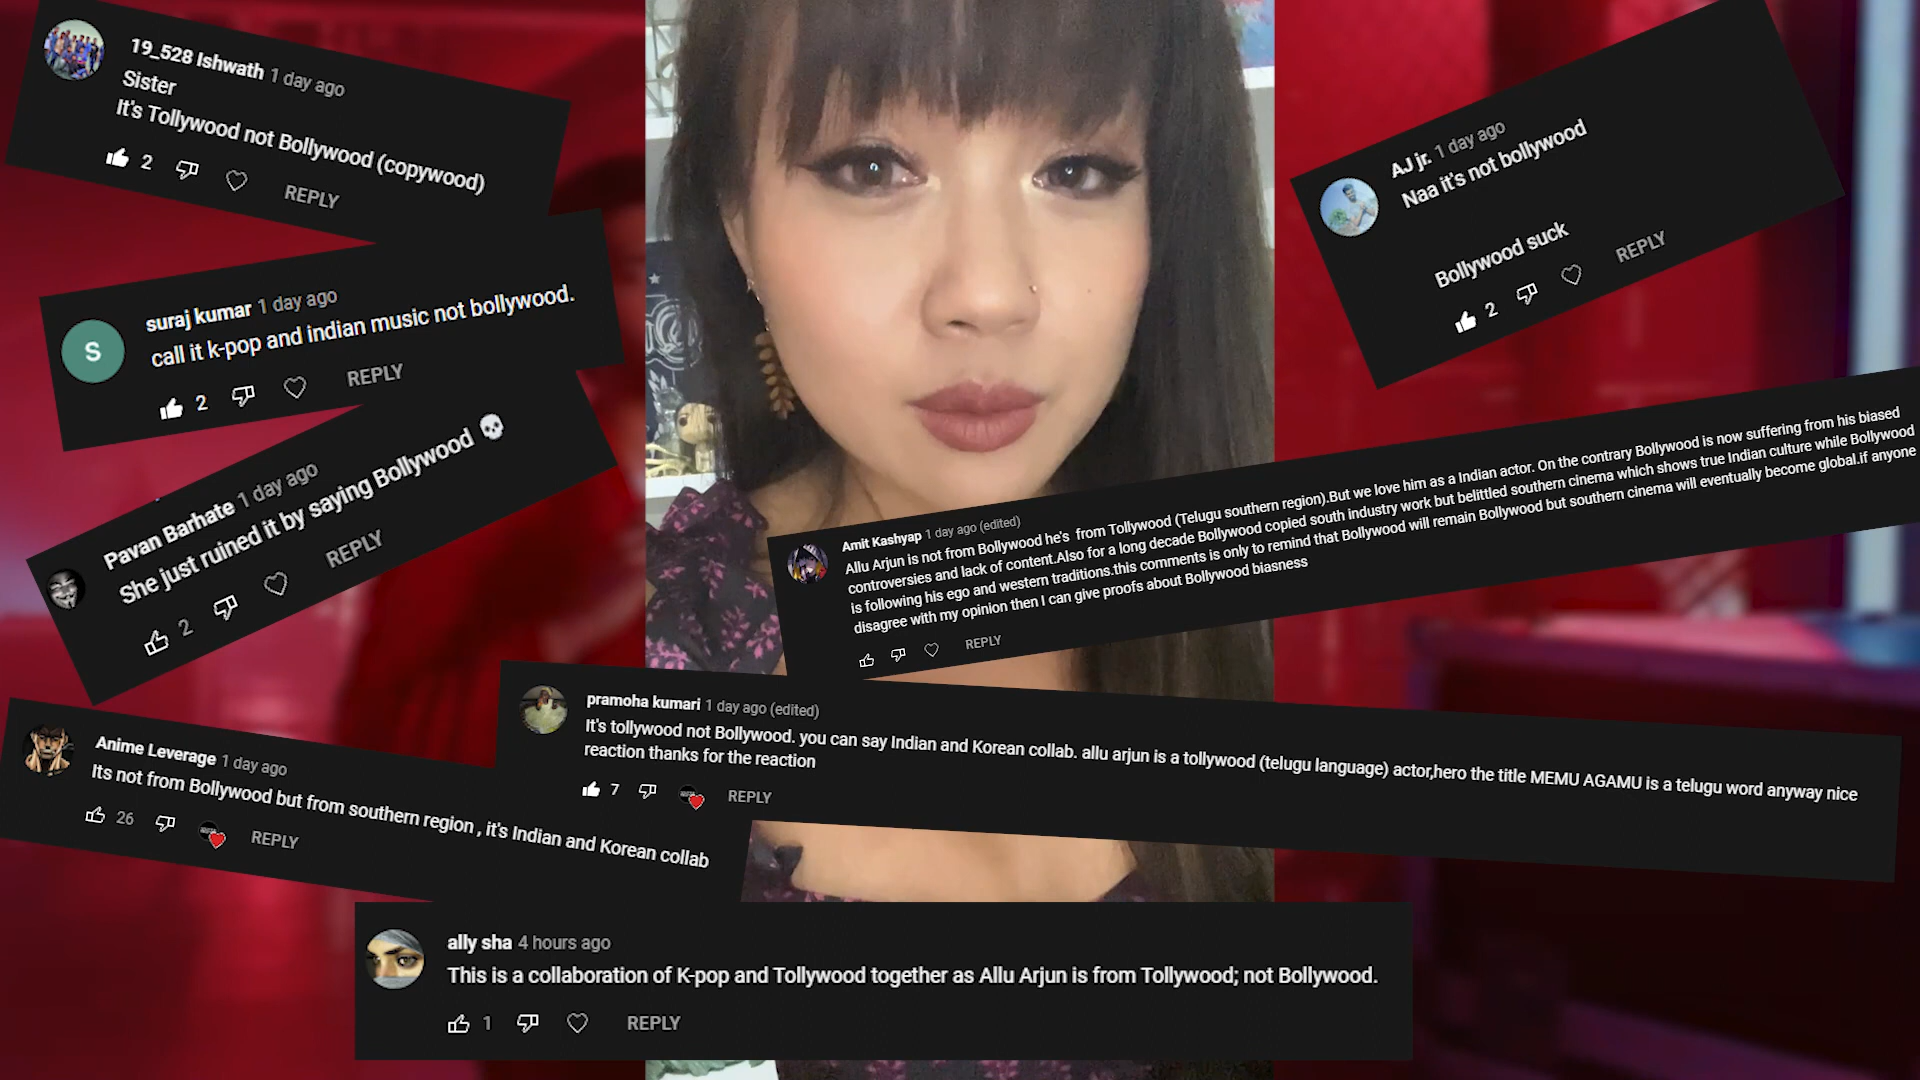 19_528 Ishwath 1 day ago
Sister
It's Tollywood not Bollywood (copywood)
2 REPLY
S
suraj kumar 1 day ago
call it k-pop and indian music not bollywood.
2 REPLY
Pavan Barhate 1 day ago
She just ruined it by saying Bollywood 💀
2 REPLY
AJ jr. 1 day ago
Naa it's not bollywood
Bollywood suck
2 REPLY
Amit Kashyap 1 day ago (edited)
Allu Arjun is not from Bollywood he's from Tollywood (Telugu southern region).But we love him as a Indian actor. On the contrary Bollywood is now suffering from his biased
controversies and lack of content.Also for a long decade Bollywood copied south industry work but belittled southern cinema which shows true Indian culture while Bollywood
is following his ego and western traditions.this comments is only to remind that Bollywood will remain Bollywood but southern cinema will eventually become global.if anyone
disagree with my opinion then I can give proofs about Bollywood biasness
REPLY
pramoha kumari 1 day ago (edited)
It's tollywood not Bollywood. you can say Indian and Korean collab. allu arjun is a tollywood (telugu language) actor,hero the title MEMU AGAMU is a telugu word anyway nice
reaction thanks for the reaction
7 REPLY
Anime Leverage 1 day ago
Its not from Bollywood but from southern region , it's Indian and Korean collab
26 REPLY
ally sha 4 hours ago
This is a collaboration of K-pop and Tollywood together as Allu Arjun is from Tollywood; not Bollywood.
1 REPLY